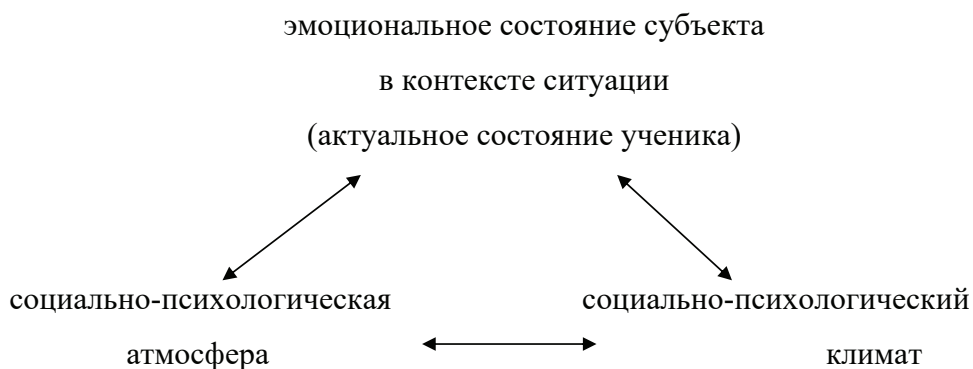 эмоциональное состояние субъекта
в контексте ситуации
(актуальное состояние ученика)
социально-психологическая
атмосфера
социально-психологический
климат